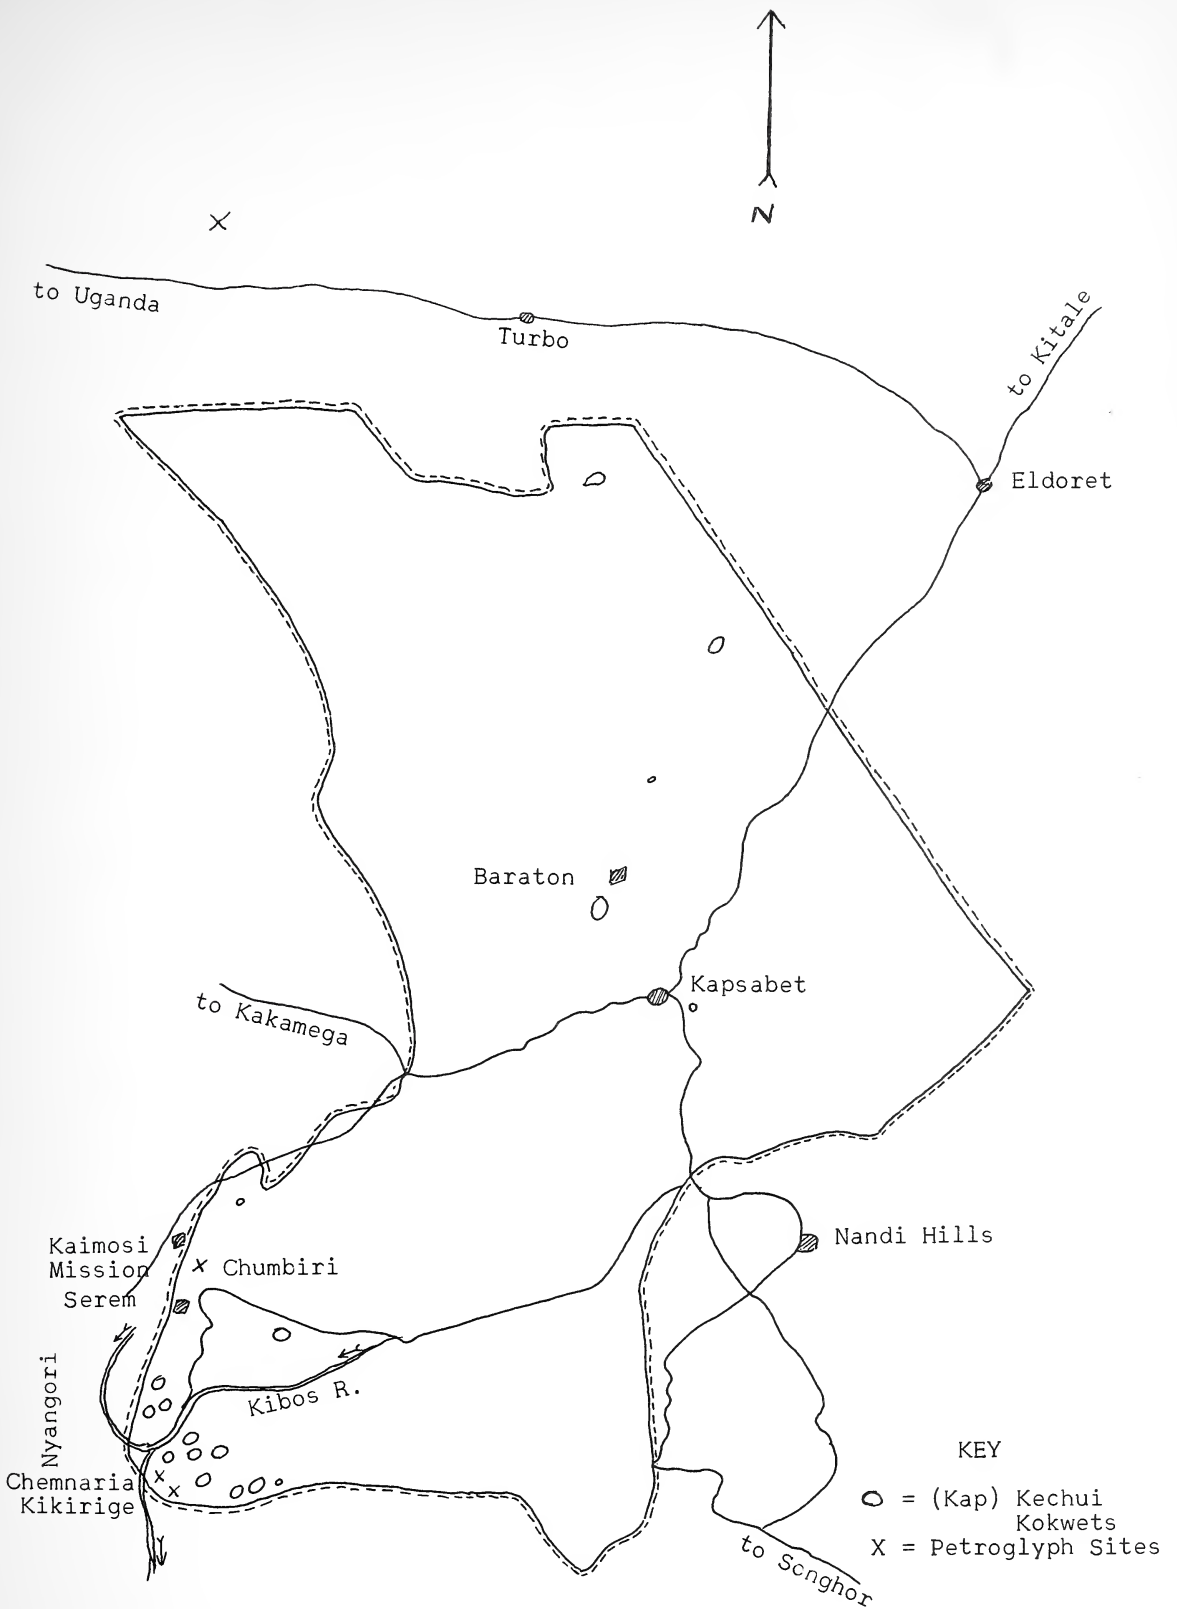 N
X
to Uganda
Turbo
to Kitale
Eldoret
Baraton
Kapsabet
to Kakamega
Nandi Hills
Kaimosi
Mission
x Chumbiri
Serem
Nyangori
Kibos R.
Chemnaria x
Kikirige x
to Scnghor
KEY
O = (Kap) Kechui
Kokwets
X = Petroglyph Sites